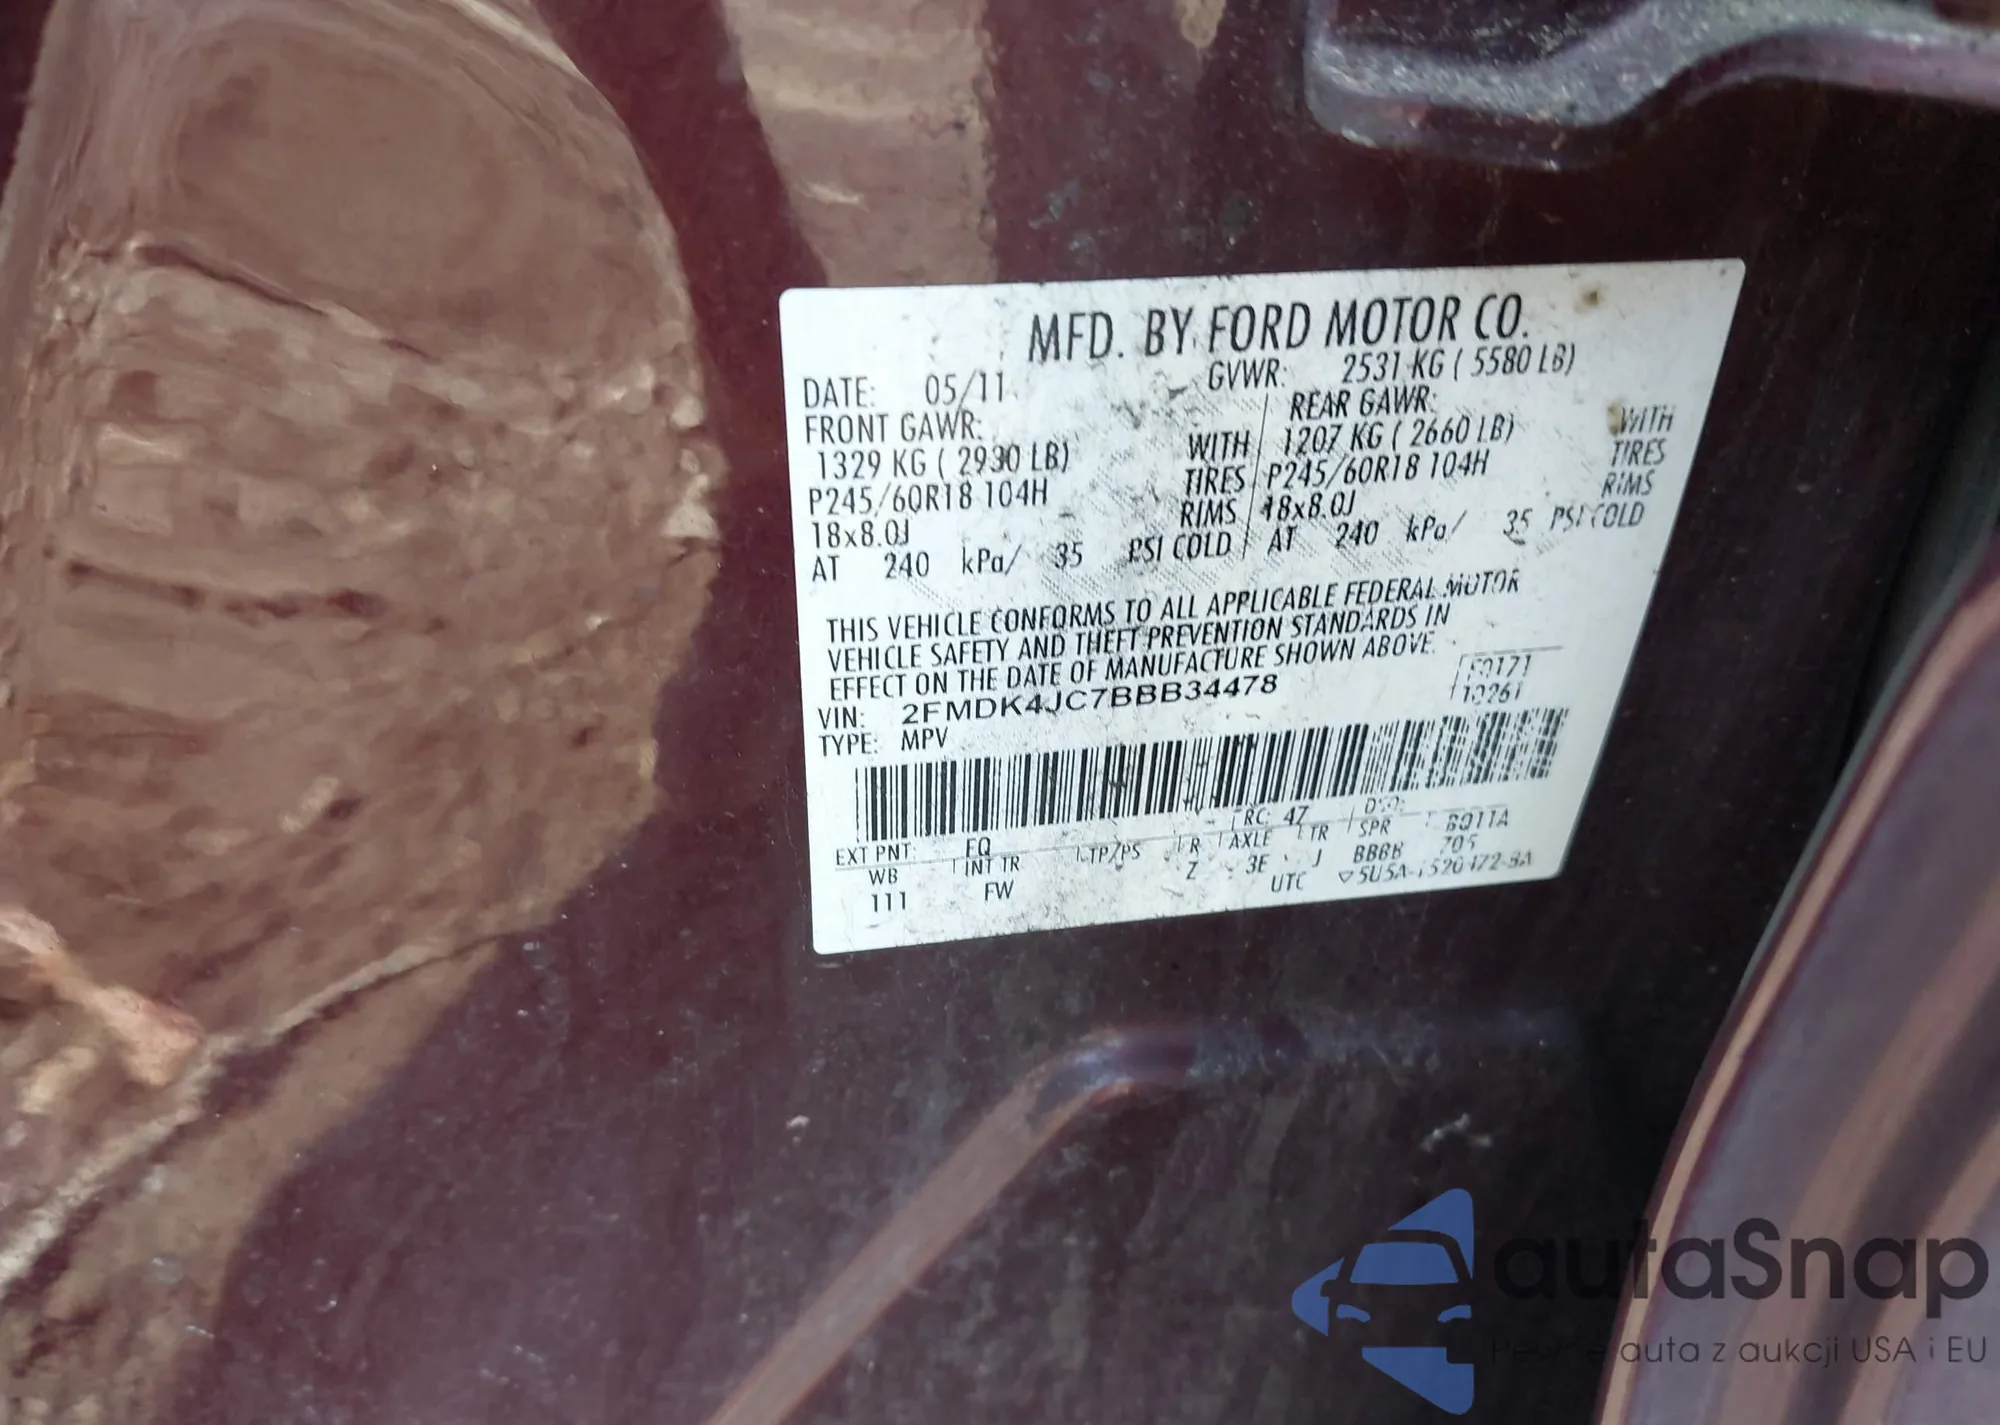 MFD. BY FORD MOTOR CO.
DATE: 05/11 GVWR: 2531 KG ( 5580 LB)
FRONT GAWR: REAR GAWR:
1329 KG ( 2930 LB) WITH 1207 KG ( 2660 LB) WITH
P245/60R18 104H TIRES P245/60R18 104H TIRES
18x8.0J RIMS 18x8.0J RIMS
AT 240 kPa/ 35 PSI COLD AT 240 kPa/ 35 PSI COLD
THIS VEHICLE CONFORMS TO ALL APPLICABLE FEDERAL MOTOR
VEHICLE SAFETY AND THEFT PREVENTION STANDARDS IN
EFFECT ON THE DATE OF MANUFACTURE SHOWN ABOVE.
VIN: 2FMDK4JC7BBB34478
TYPE: MPV
EXT PNT: FQ RC: 47 DSO:
WB INT TR TP/PS R AXLE TR SPR
111 FW Z 3E J BBBB
UTC
autaSnap
auta z aukcji USA i EU